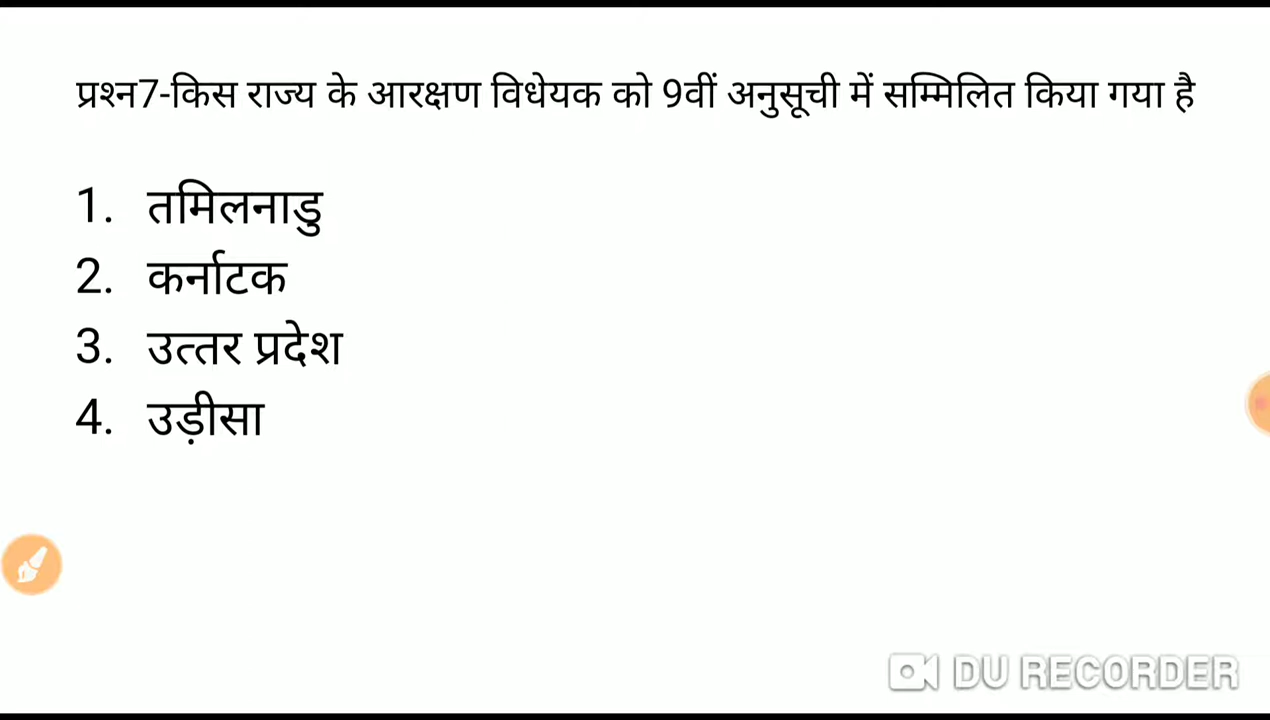 प्रश्न7-किस राज्य के आरक्षण विधेयक को 9वीं अनुसूची में सम्मिलित किया गया है
1. तमिलनाडु
2. कर्नाटक
3. उत्तर प्रदेश
4. उड़ीसा
DU RECORDER